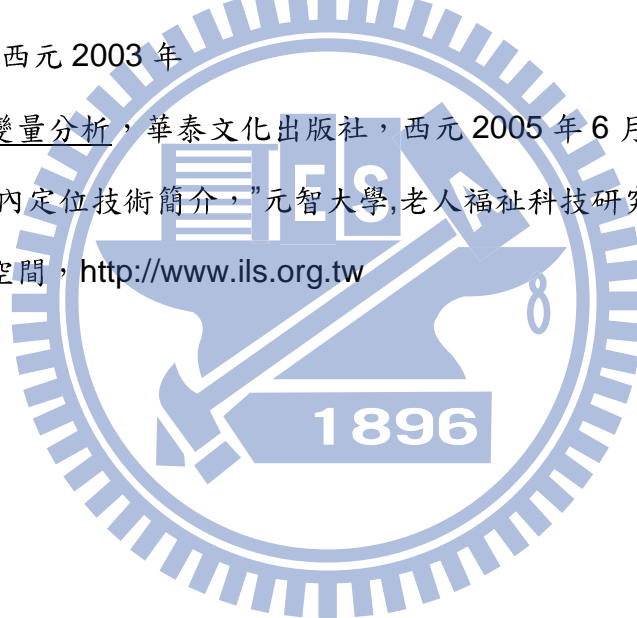 西元 2003 年
變量分析，華泰文化出版社，西元 2005 年 6 月
內定位技術簡介，”元智大學,老人福祉科技研究
空間，http://www.ils.org.tw
ES
A
8
1896